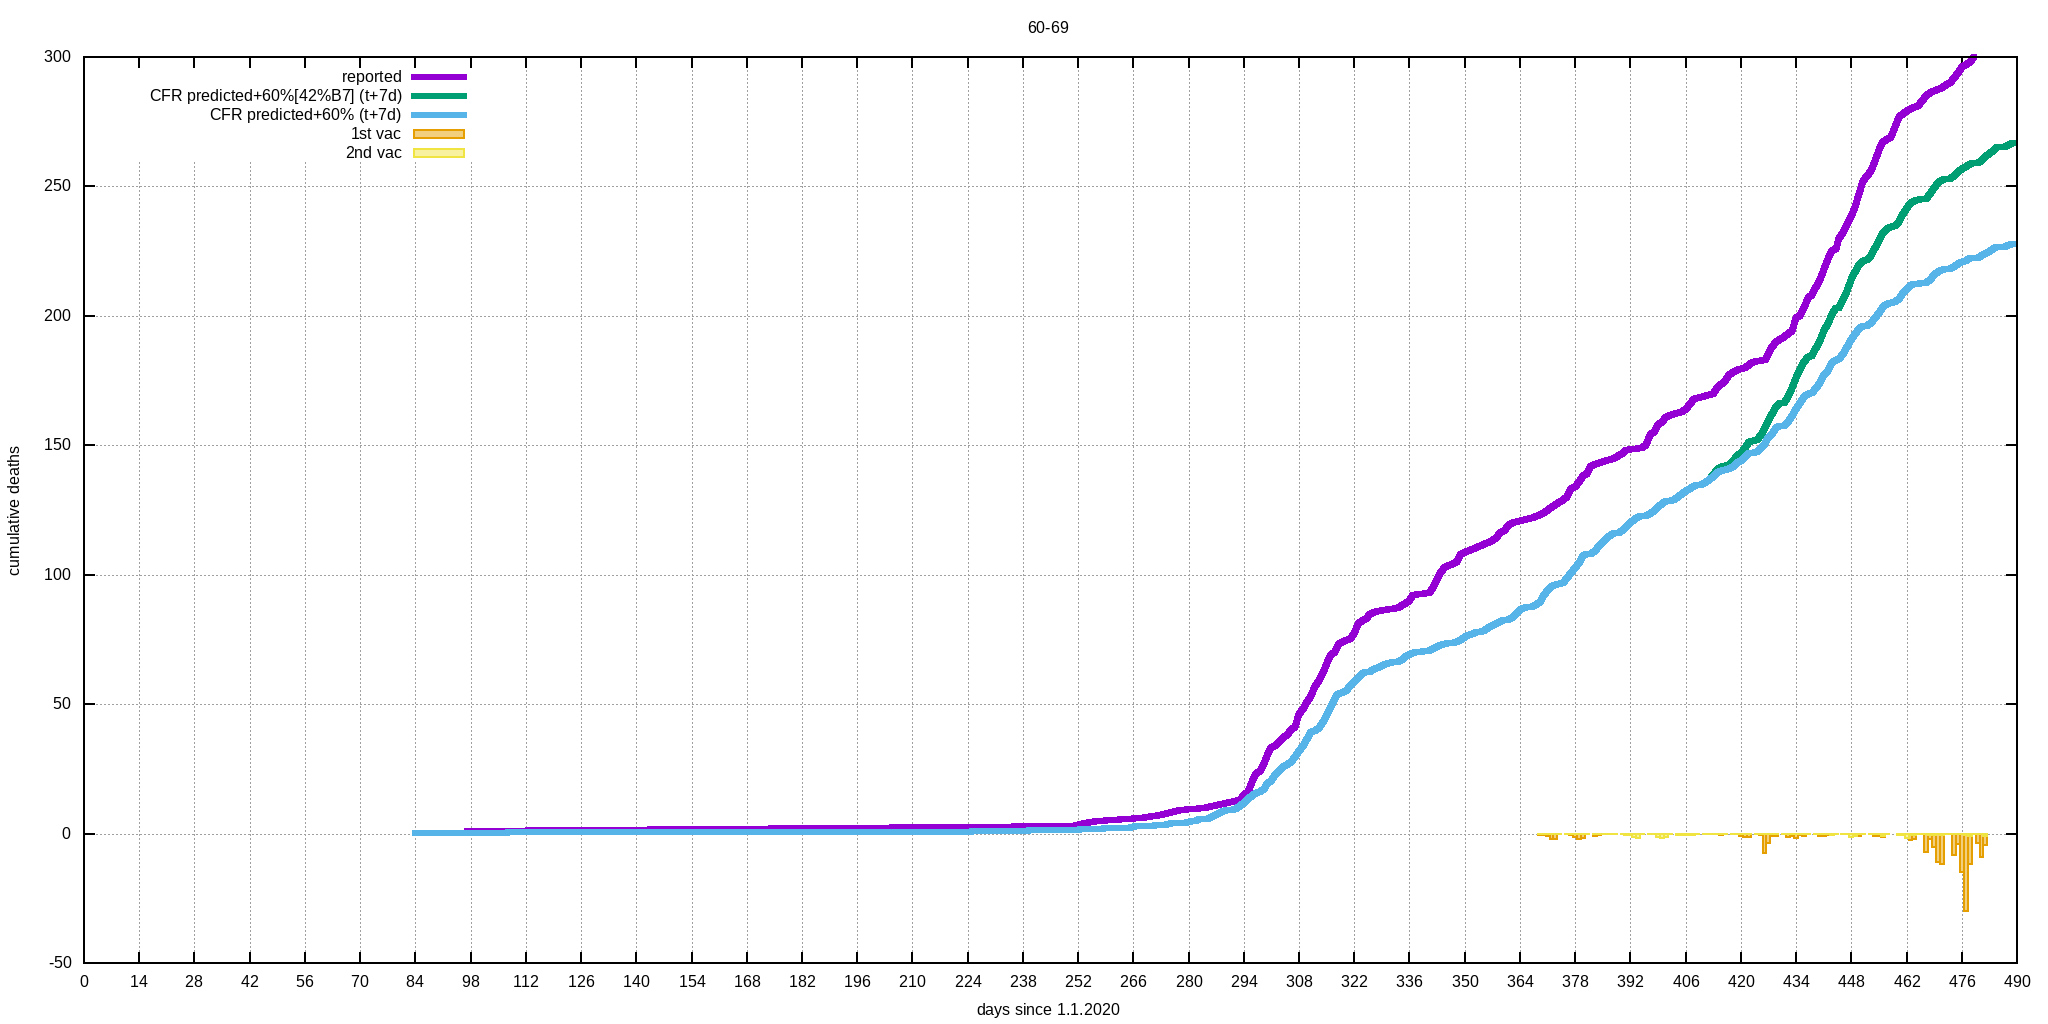 60-69
300
250
200
150
100
50
0
-50
cumulative deaths
reported
CFR predicted+60%[42%B7] (t+7d)
CFR predicted+60% (t+7d)
1st vac
2nd vac
0 14 28 42 56 70 84 98 112 126 140 154 168 182 196 210 224 238 252 266 280 294 308 322 336 350 364 378 392 406 420 434 448 462 476 490
days since 1.1.2020